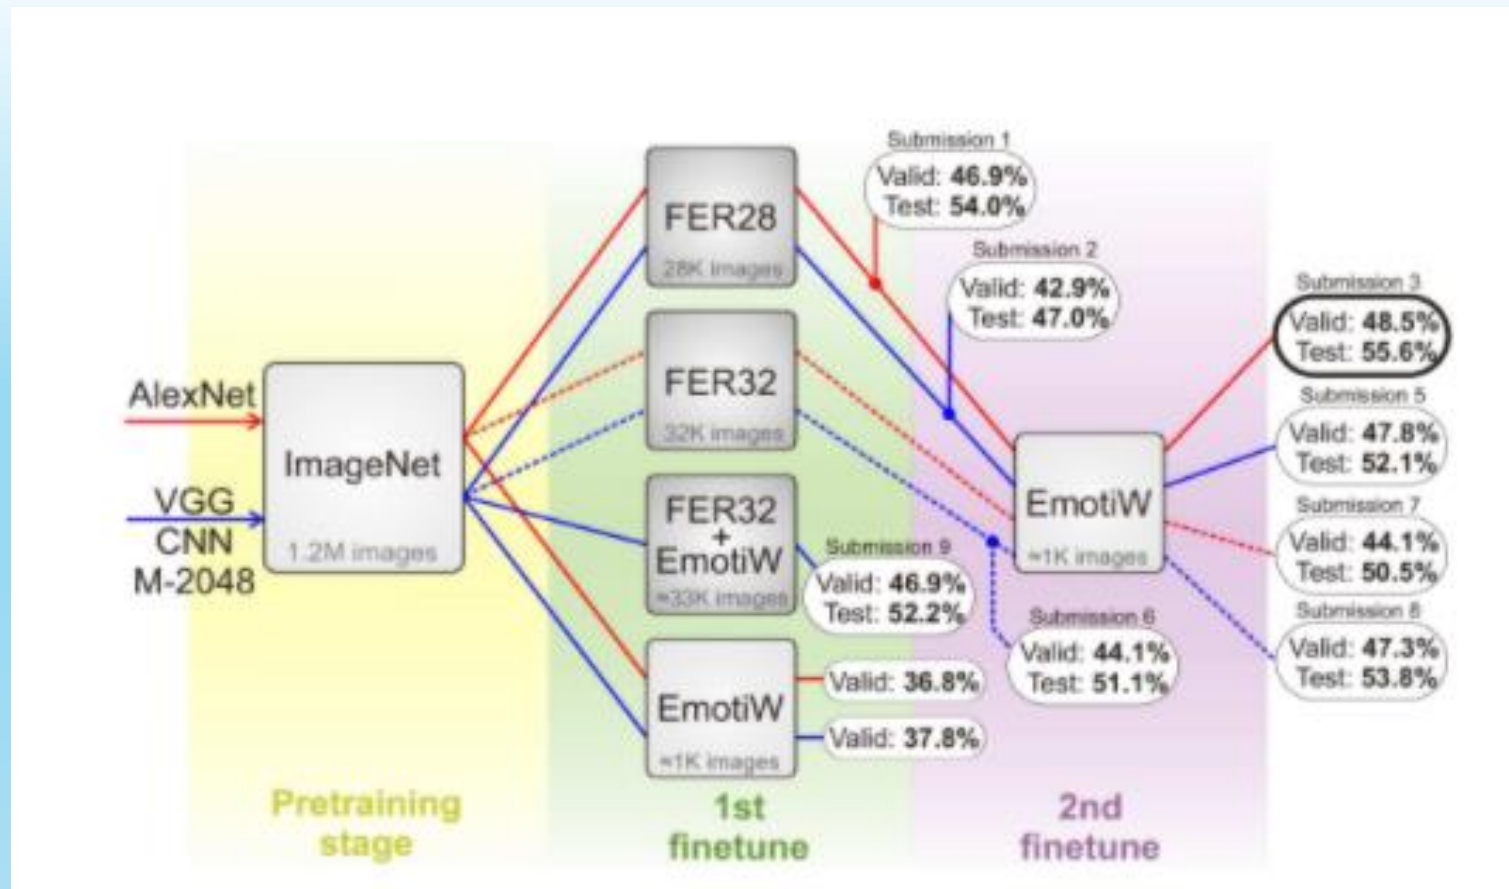 AlexNet
VGG
CNN
M-2048
ImageNet
1.2M images
Pretraining
stage
FER28
28K images
FER32
32K images
FER32
+
EmotiW
≈33K images
EmotiW
≈1K images
1st
finetune
Submission 1
Valid: 46.9%
Test: 54.0%
Submission 2
Valid: 42.9%
Test: 47.0%
Submission 9
Valid: 46.9%
Test: 52.2%
Valid: 36.8%
Valid: 37.8%
Submission 6
Valid: 44.1%
Test: 51.1%
EmotiW
≈1K images
2nd
finetune
Submission 3
Valid: 48.5%
Test: 55.6%
Submission 5
Valid: 47.8%
Test: 52.1%
Submission 7
Valid: 44.1%
Test: 50.5%
Submission 8
Valid: 47.3%
Test: 53.8%